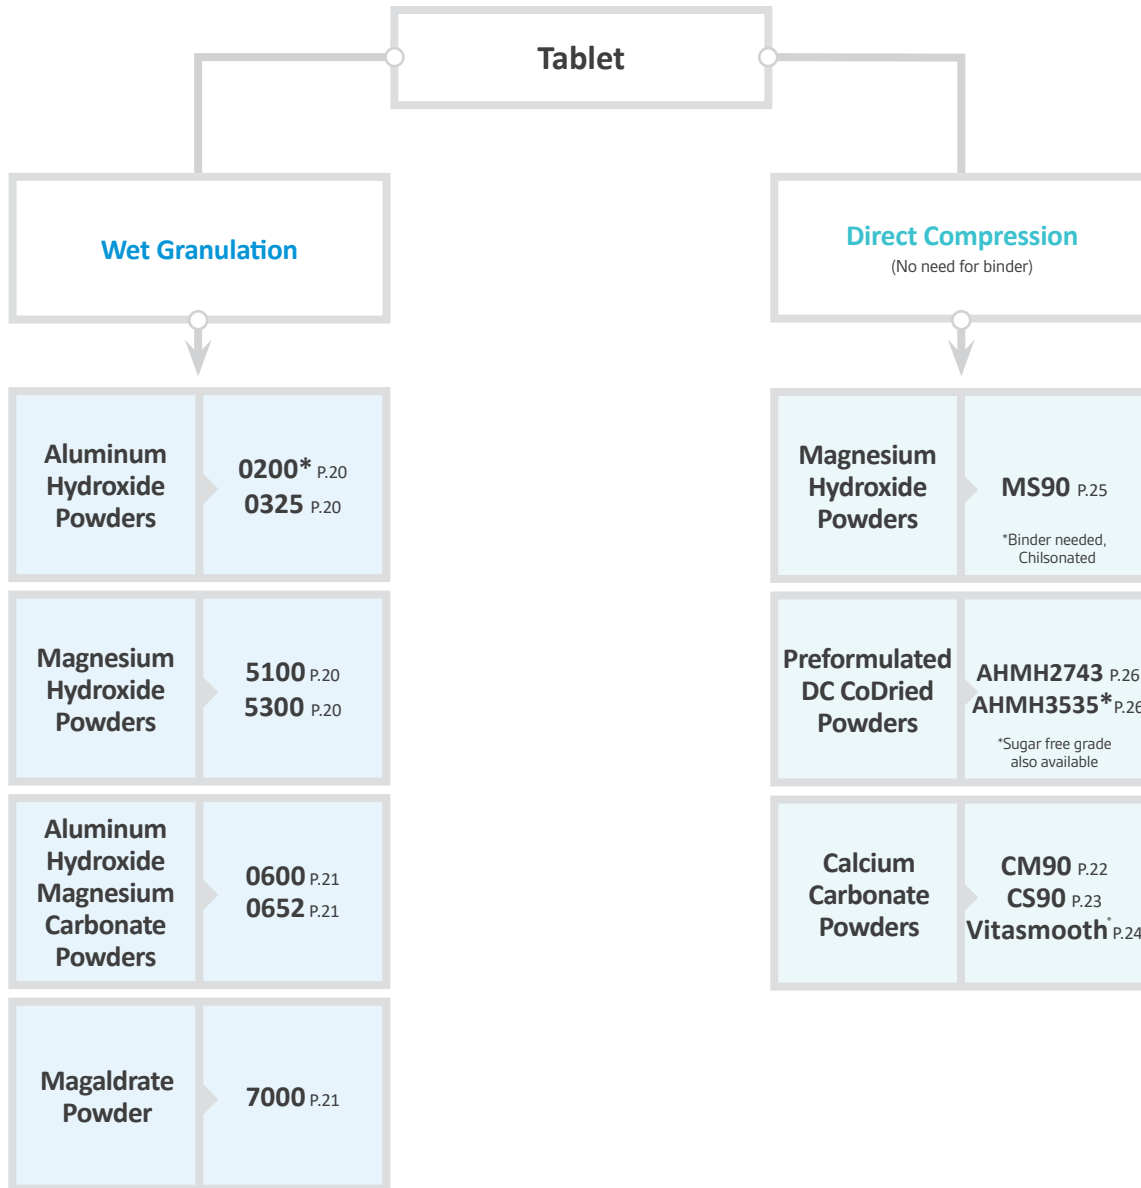 Tablet
Wet Granulation
Aluminum
Hydroxide
Powders
0200* P.20
0325 P.20
Magnesium
Hydroxide
Powders
5100 P.20
5300 P.20
Aluminum
Hydroxide
Magnesium
Carbonate
Powders
0600 P.21
0652 P.21
Magaldrate
Powder
7000 P.21
Direct Compression
(No need for binder)
Magnesium
Hydroxide
Powders
MS90 P.25
*Binder needed,
Chilsonated
Preformulated
DC CoDried
Powders
AHMH2743 P.26
AHMH3535* P.26
*Sugar free grade
also available
Calcium
Carbonate
Powders
CM90 P.22
CS90 P.23
Vitasmooth* P.24